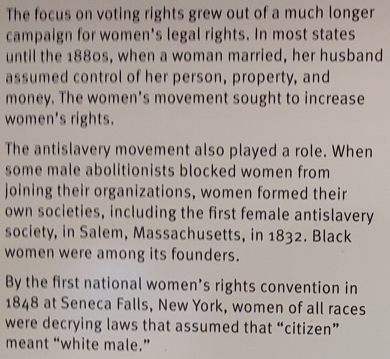 The focus on voting rights grew out of a much longer
campaign for women's legal rights. In most states
until the 1880s, when a woman married, her husband
assumed control of her person, property, and
money. The women's movement sought to increase
women's rights.
The antislavery movement also played a role. When
some male abolitionists blocked women from
joining their organizations, women formed their
own societies, including the first female antislavery
society, in Salem, Massachusetts, in 1832. Black
women were among its founders.
By the first national women's rights convention in
1848 at Seneca Falls, New York, women of all races
were decrying laws that assumed that “citizen”
meant “white male.”